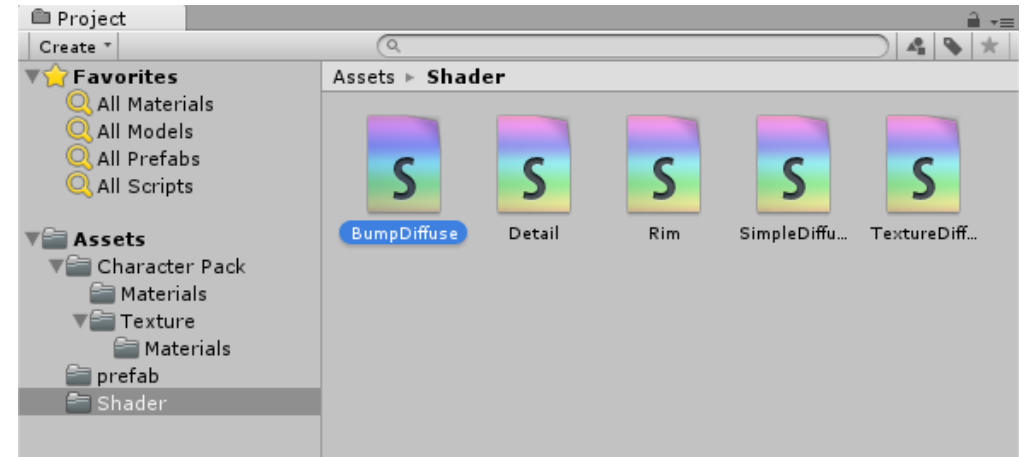 Project
Create
Favorites
All Materials
All Models
All Prefabs
All Scripts
Assets
Character Pack
Materials
Texture
Materials
prefab
Shader
Assets ▸ Shader
S S S S S
BumpDiffuse Detail Rim SimpleDiffu... TextureDiff...